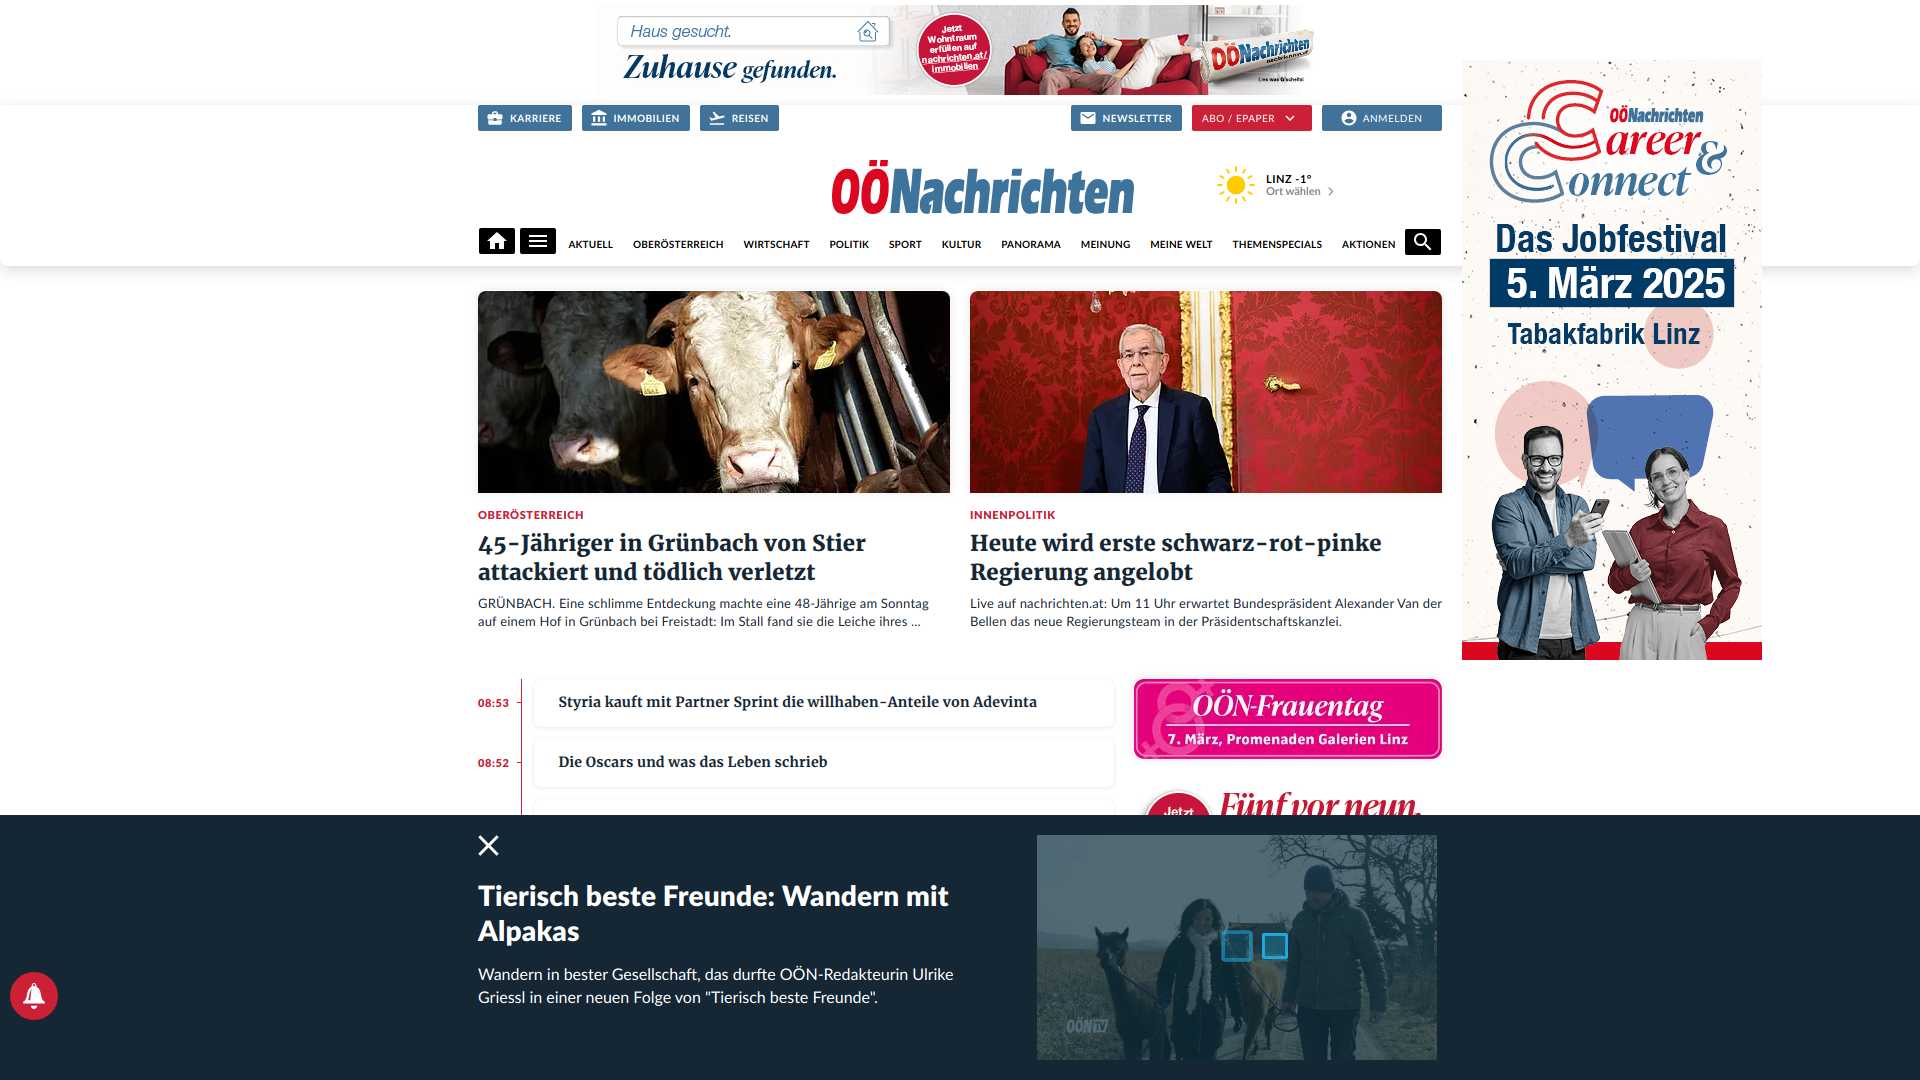 Haus gesucht.
Zuhause gefunden.
Jetzt
Wohntraum
erfüllen auf
nachrichten.at/
immobilien
OÖNachrichten
Lies was G'scheits!
KARRIERE
IMMOBILIEN
REISEN
NEWSLETTER
ABO / EPAPER
ANMELDEN
OÖNachrichten
LINZ -1°
Ort wählen
AKTUELL
OBERÖSTERREICH
WIRTSCHAFT
POLITIK
SPORT
KULTUR
PANORAMA
MEINUNG
MEINE WELT
THEMENSPECIALS
AKTIONEN
OÖNachrichten
Career &
Connect
Das Jobfestival
5. März 2025
Tabakfabrik Linz
OBERÖSTERREICH
45-Jähriger in Grünbach von Stier
attackiert und tödlich verletzt
GRÜNBACH. Eine schlimme Entdeckung machte eine 48-Jährige am Sonntag
auf einem Hof in Grünbach bei Freistadt: Im Stall fand sie die Leiche ihres ...
INNENPOLITIK
Heute wird erste schwarz-rot-pinke
Regierung angelobt
Live auf nachrichten.at: Um 11 Uhr erwartet Bundespräsident Alexander Van der
Bellen das neue Regierungsteam in der Präsidentschaftskanzlei.
08:53
Styria kauft mit Partner Sprint die willhaben-Anteile von Adevinta
08:52
Die Oscars und was das Leben schrieb
OÖN-Frauentag
7. März, Promenaden Galerien Linz
Jetzt
Fünf vor neun.
Tierisch beste Freunde: Wandern mit
Alpakas
Wandern in bester Gesellschaft, das durfte OÖN-Redakteurin Ulrike
Griessl in einer neuen Folge von "Tierisch beste Freunde".
OÖNTV